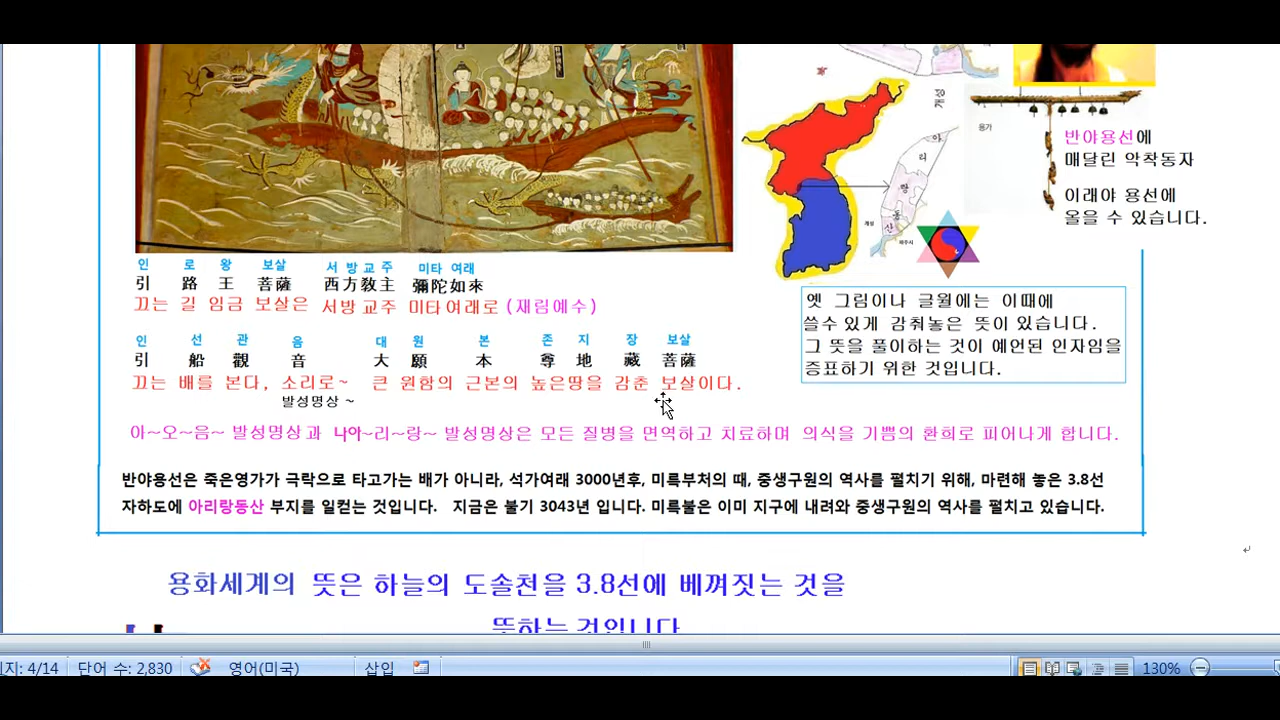 개성
아
리
랑
동
산
개성
파주시
용가
반야용선에
매달린 악착동자
이래야 용선에
올을 수 있습니다.
인 로 왕 보살 서 방 교 주 미타 여래
引 路 王 菩薩 西方敎主 彌陀如來
끄는 길 임금 보살은 서방 교주 미타여래로 (재림예수)
인 선 관 음 대 원 본 존 지 장 보살
引 船 觀 音 大 願 本 尊 地 藏 菩薩
끄는 배를 본다, 소리로~ 큰 원함의 근본의 높은땅을 감춘 보살이다.
발성명상 ~
옛 그림이나 글월에는 이때에
쓸수 있게 감춰놓은 뜻이 있습니다.
그 뜻을 풀이하는 것이 예언된 인자임을
증표하기 위한 것입니다.
아~오~음~ 발성명상과 나아~리~랑~ 발성명상은 모든 질병을 면역하고 치료하며 의식을 기쁨의 환희로 피어나게 합니다.
반야용선은 죽은영가가 극락으로 타고가는 배가 아니라, 석가여래 3000년후, 미륵부처의 때, 중생구원의 역사를 펼치기 위해, 마련해 놓은 3.8선
자하도에 아리랑동산 부지를 일컫는 것입니다. 지금은 불기 3043년 입니다. 미륵불은 이미 지구에 내려와 중생구원의 역사를 펼치고 있습니다.
용화세계의 뜻은 하늘의 도솔천을 3.8선에 베껴짓는 것을
뜻하는 것입니다
지: 4/14 단어 수: 2,830 영어(미국) 삽입 130%